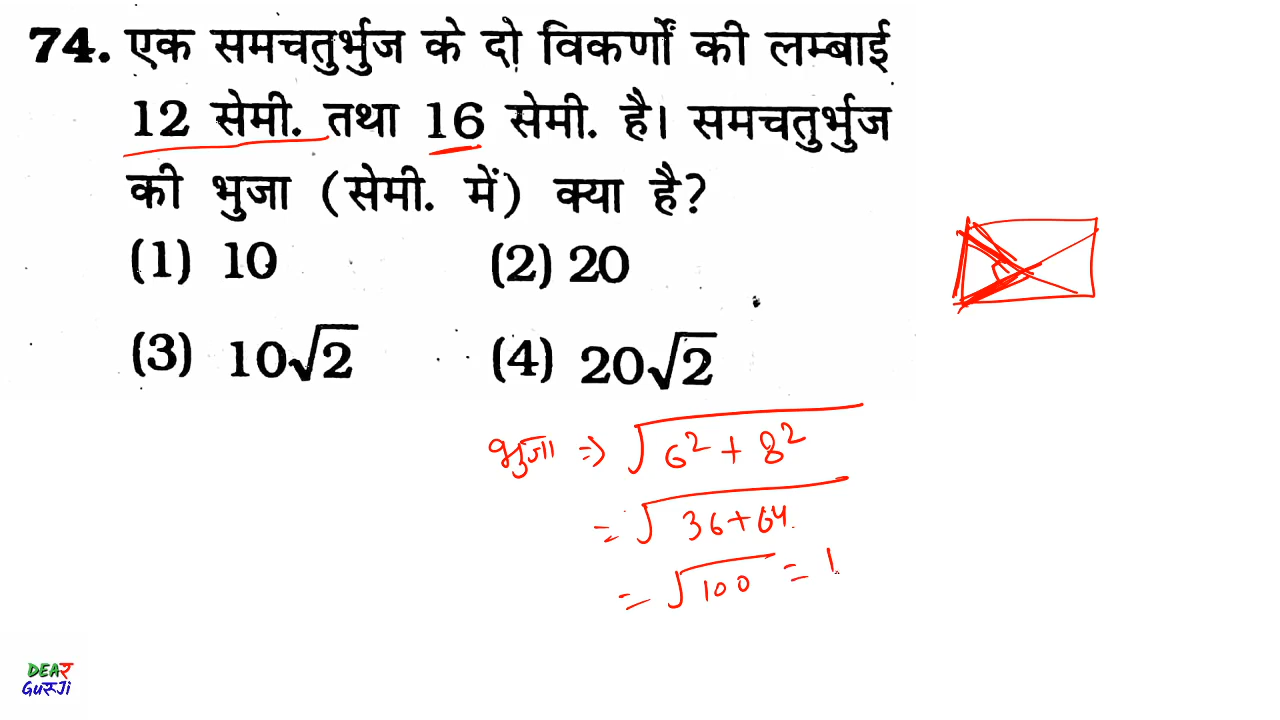 74. एक समचतुर्भुज के दो विकर्णों की लम्बाई
12 सेमी. तथा 16 सेमी. है। समचतुर्भुज
की भुजा (सेमी. में) क्या है?
(1) 10 (2) 20
(3) 10√2 (4) 20√2
भुजा ⇒ √6² + 8²
= √36+64
= √100 = 1
DEAર
GuruJi